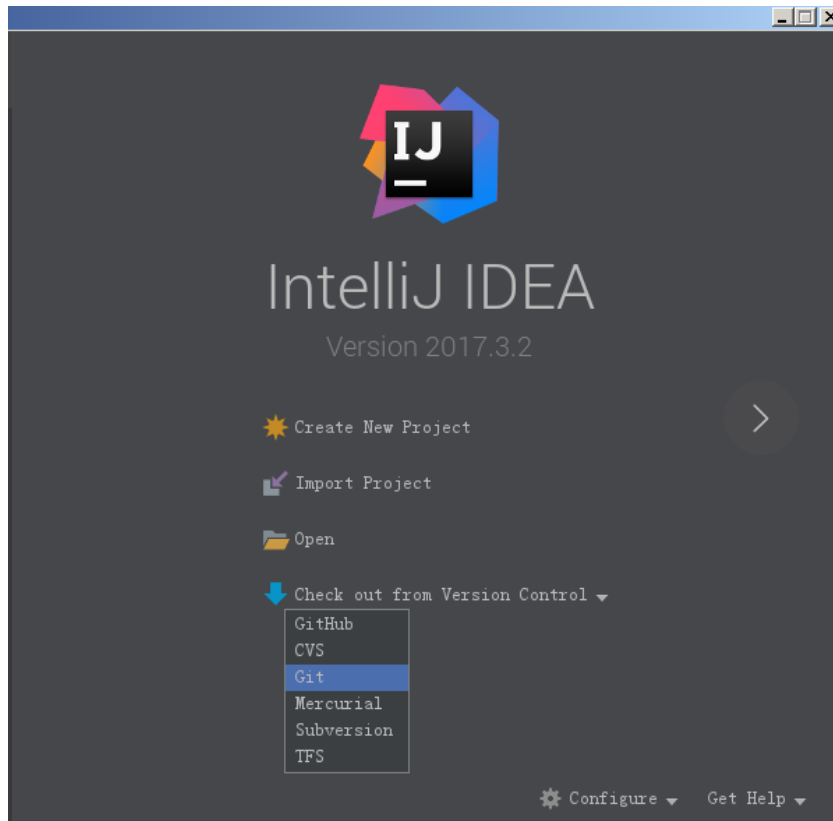 IJ
IntelliJ IDEA
Version 2017.3.2
Create New Project
Import Project
Open
Check out from Version Control
GitHub
CVS
Git
Mercurial
Subversion
TFS
Configure Get Help